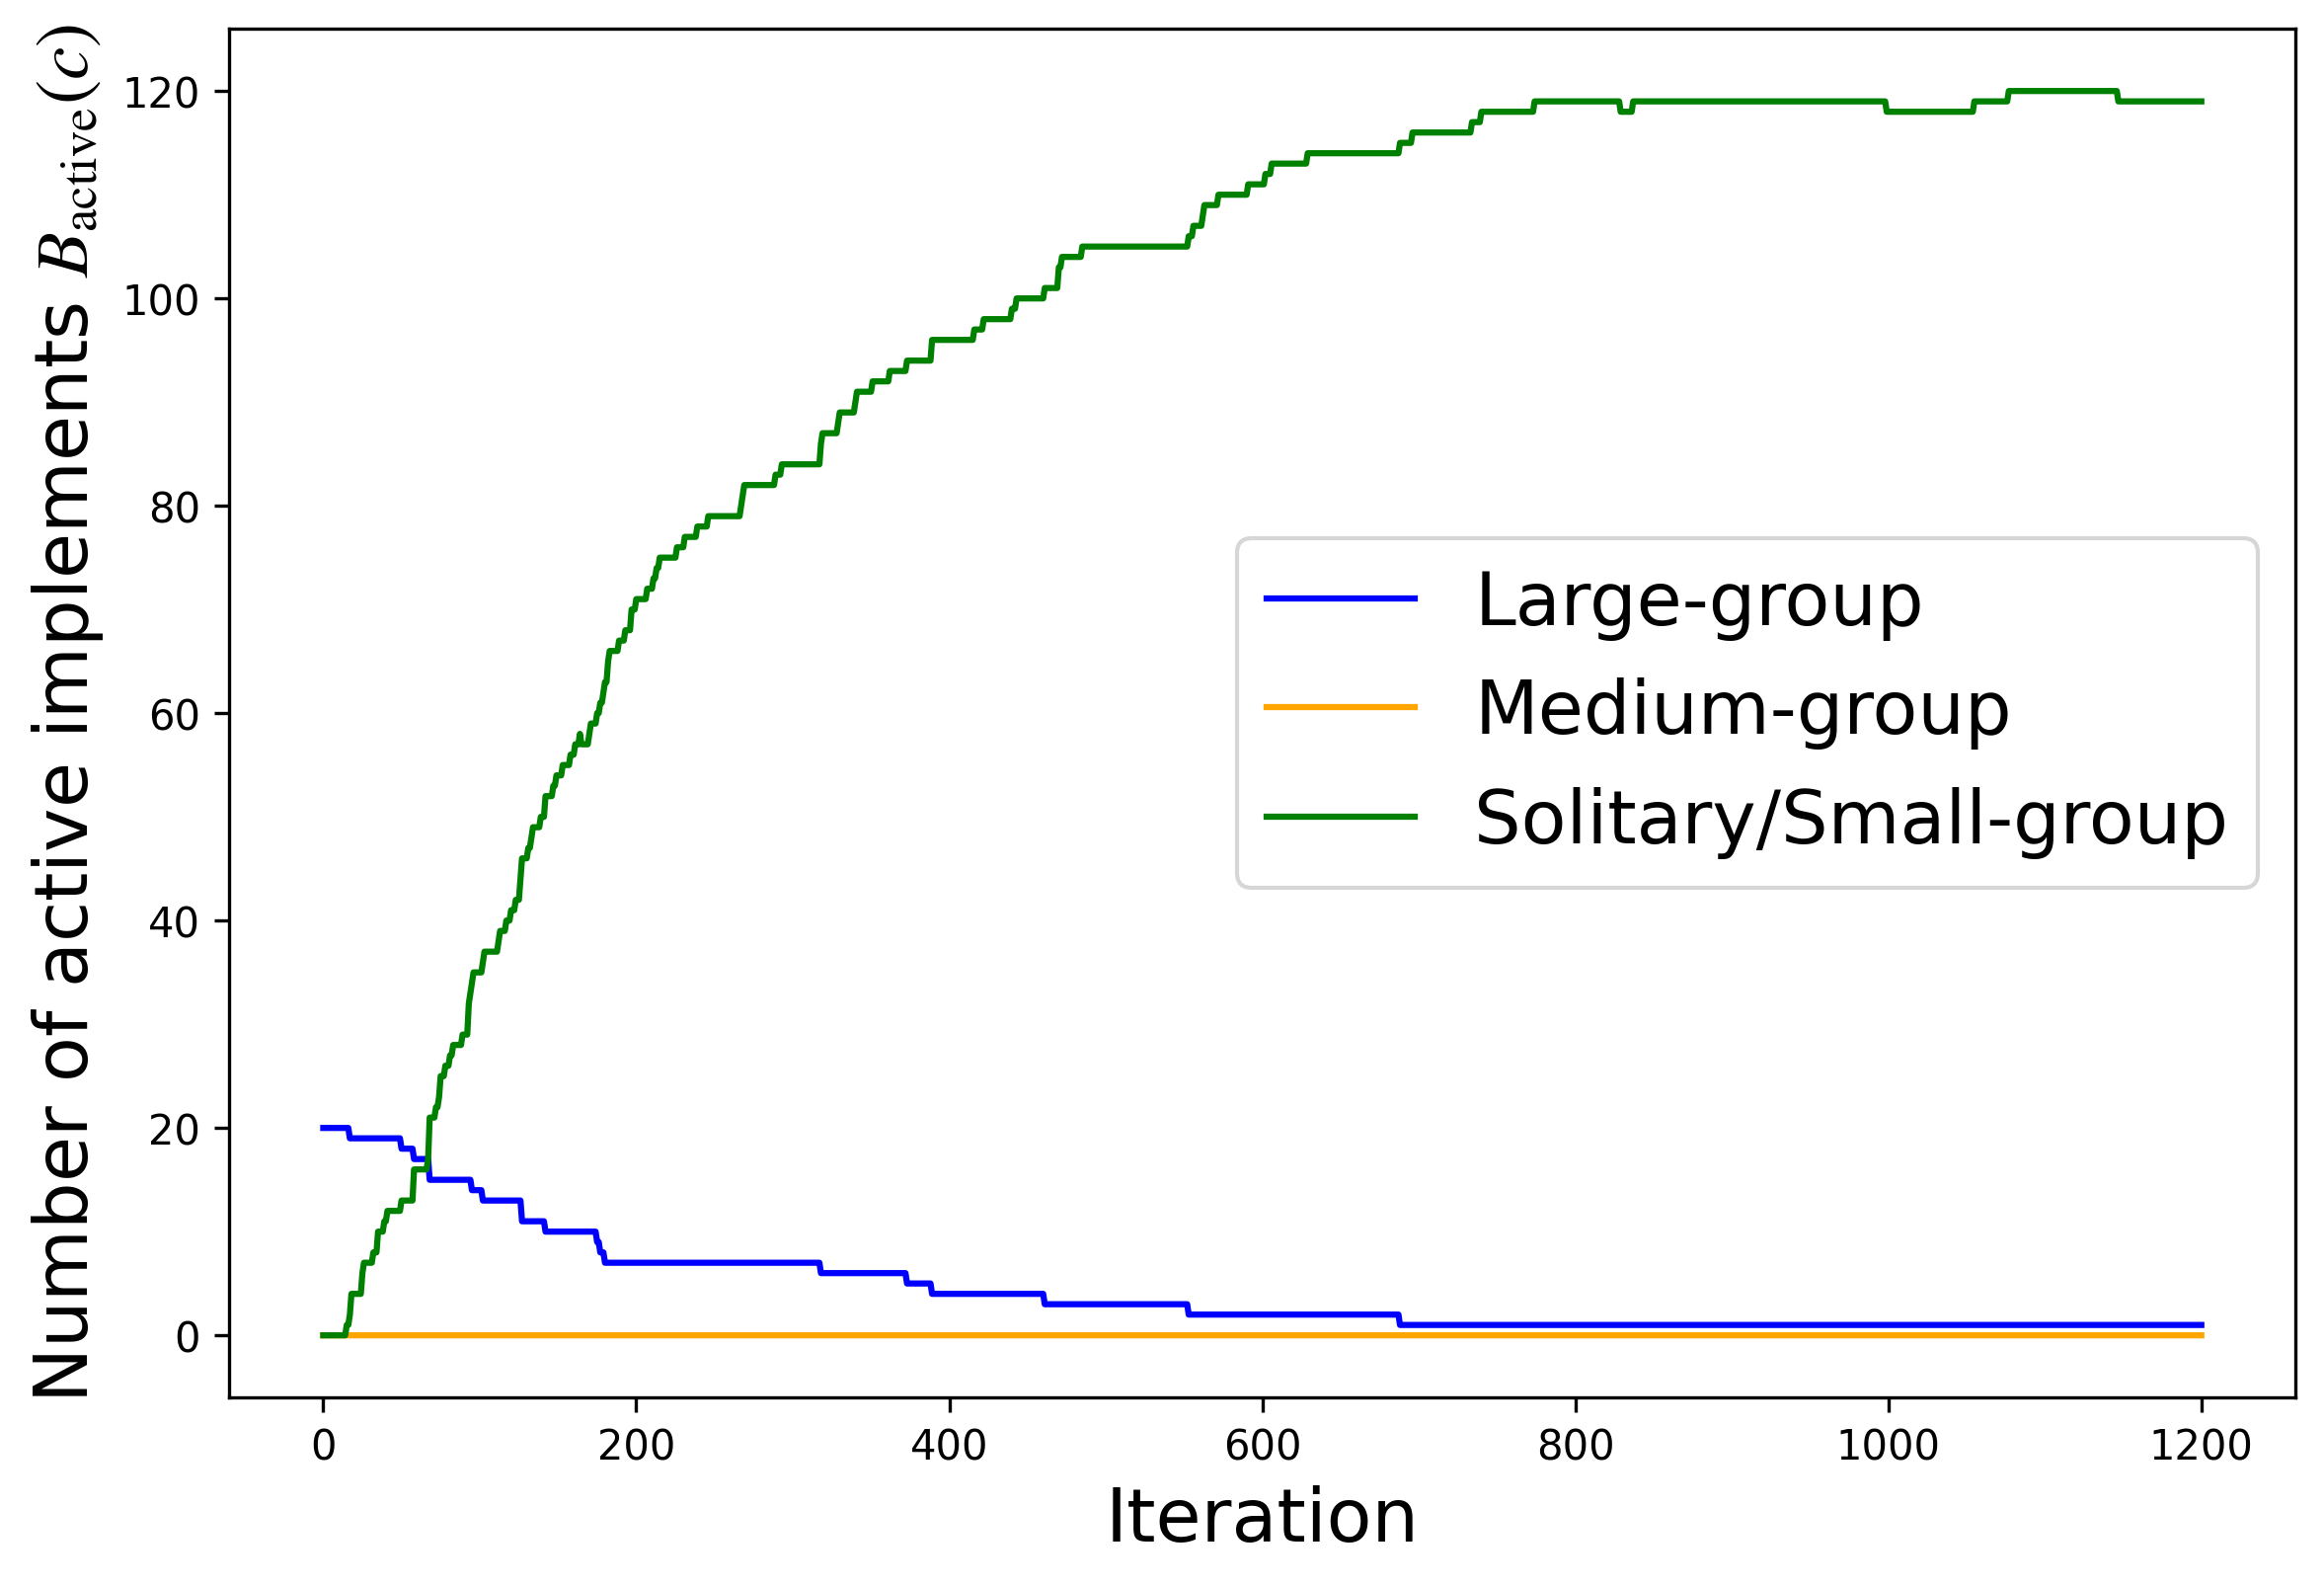 Number of active implements B_active(c)
120
100
80
60
40
20
0
Large-group
Medium-group
Solitary/Small-group
0 200 400 600 800 1000 1200
Iteration